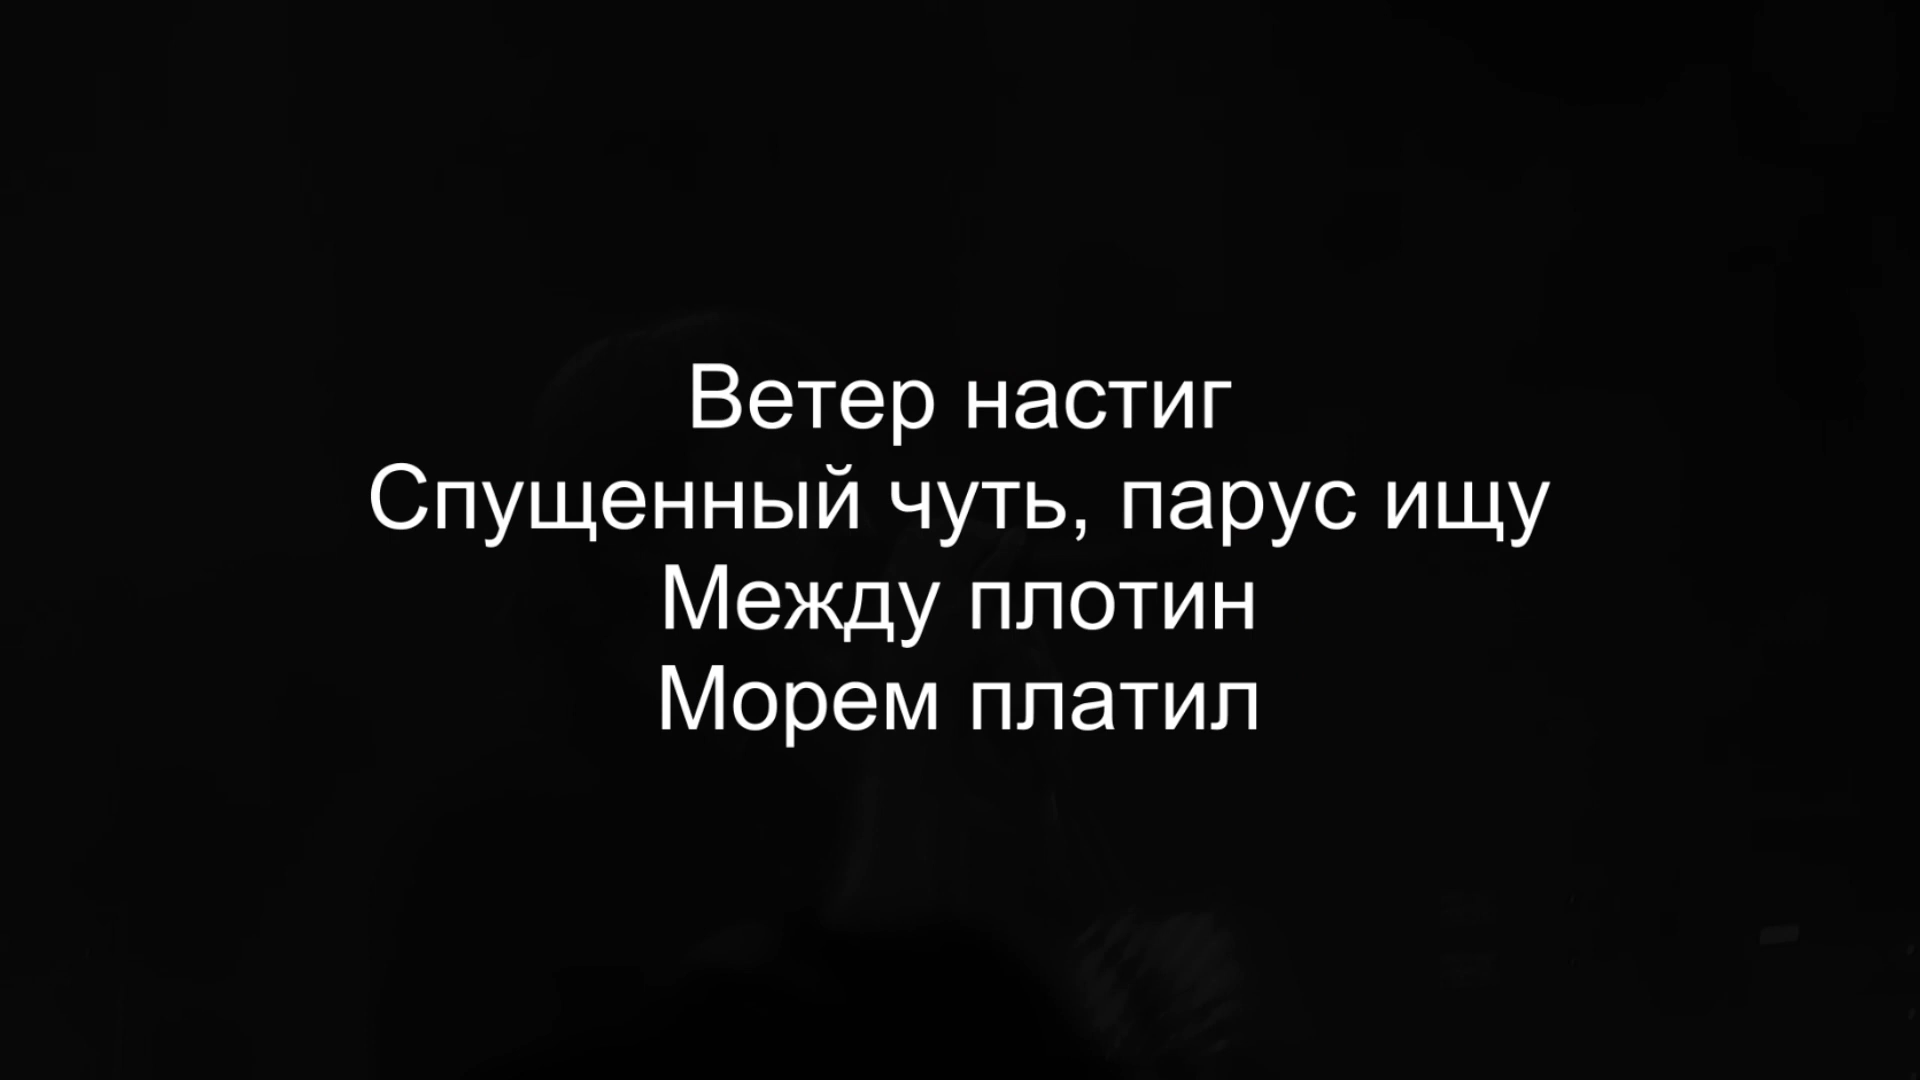 Ветер настиг
Спущенный чуть, парус ищу
Между плотин
Морем платил